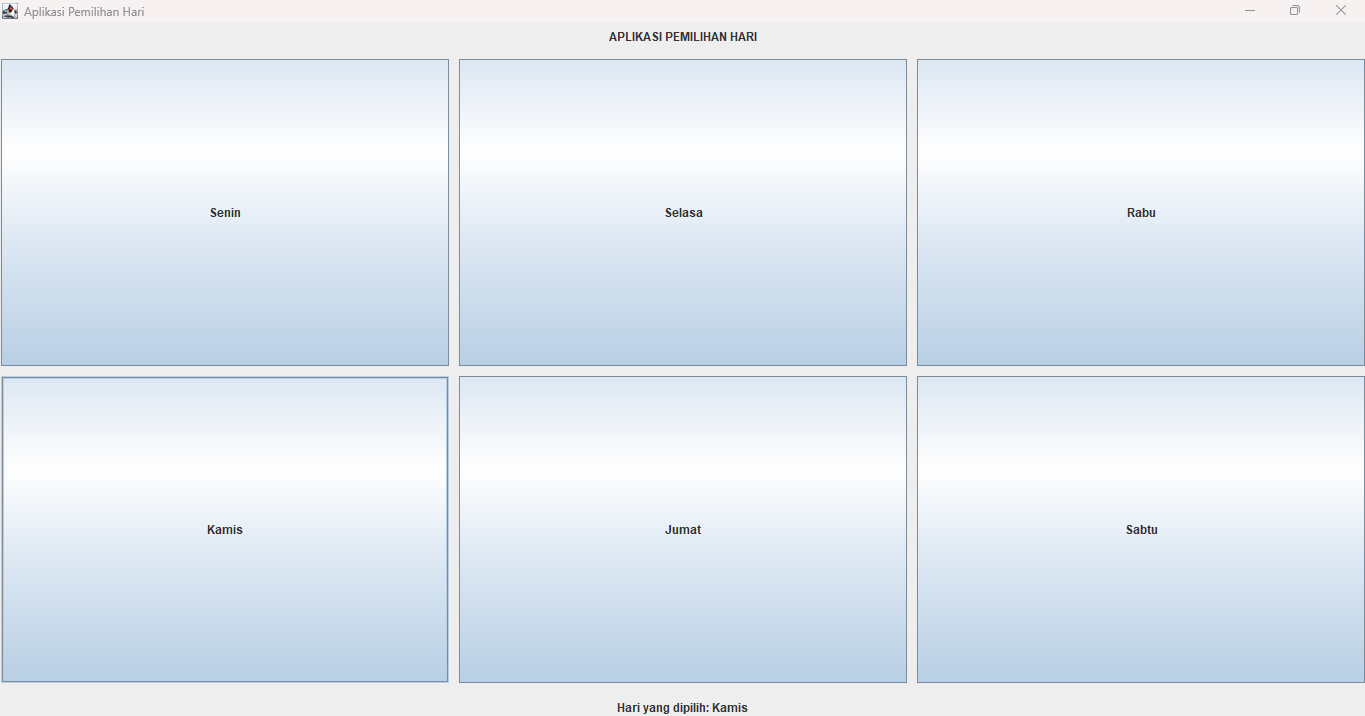 Aplikasi Pemilihan Hari
APLIKASI PEMILIHAN HARI
Senin
Selasa
Rabu
Kamis
Jumat
Sabtu
Hari yang dipilih: Kamis